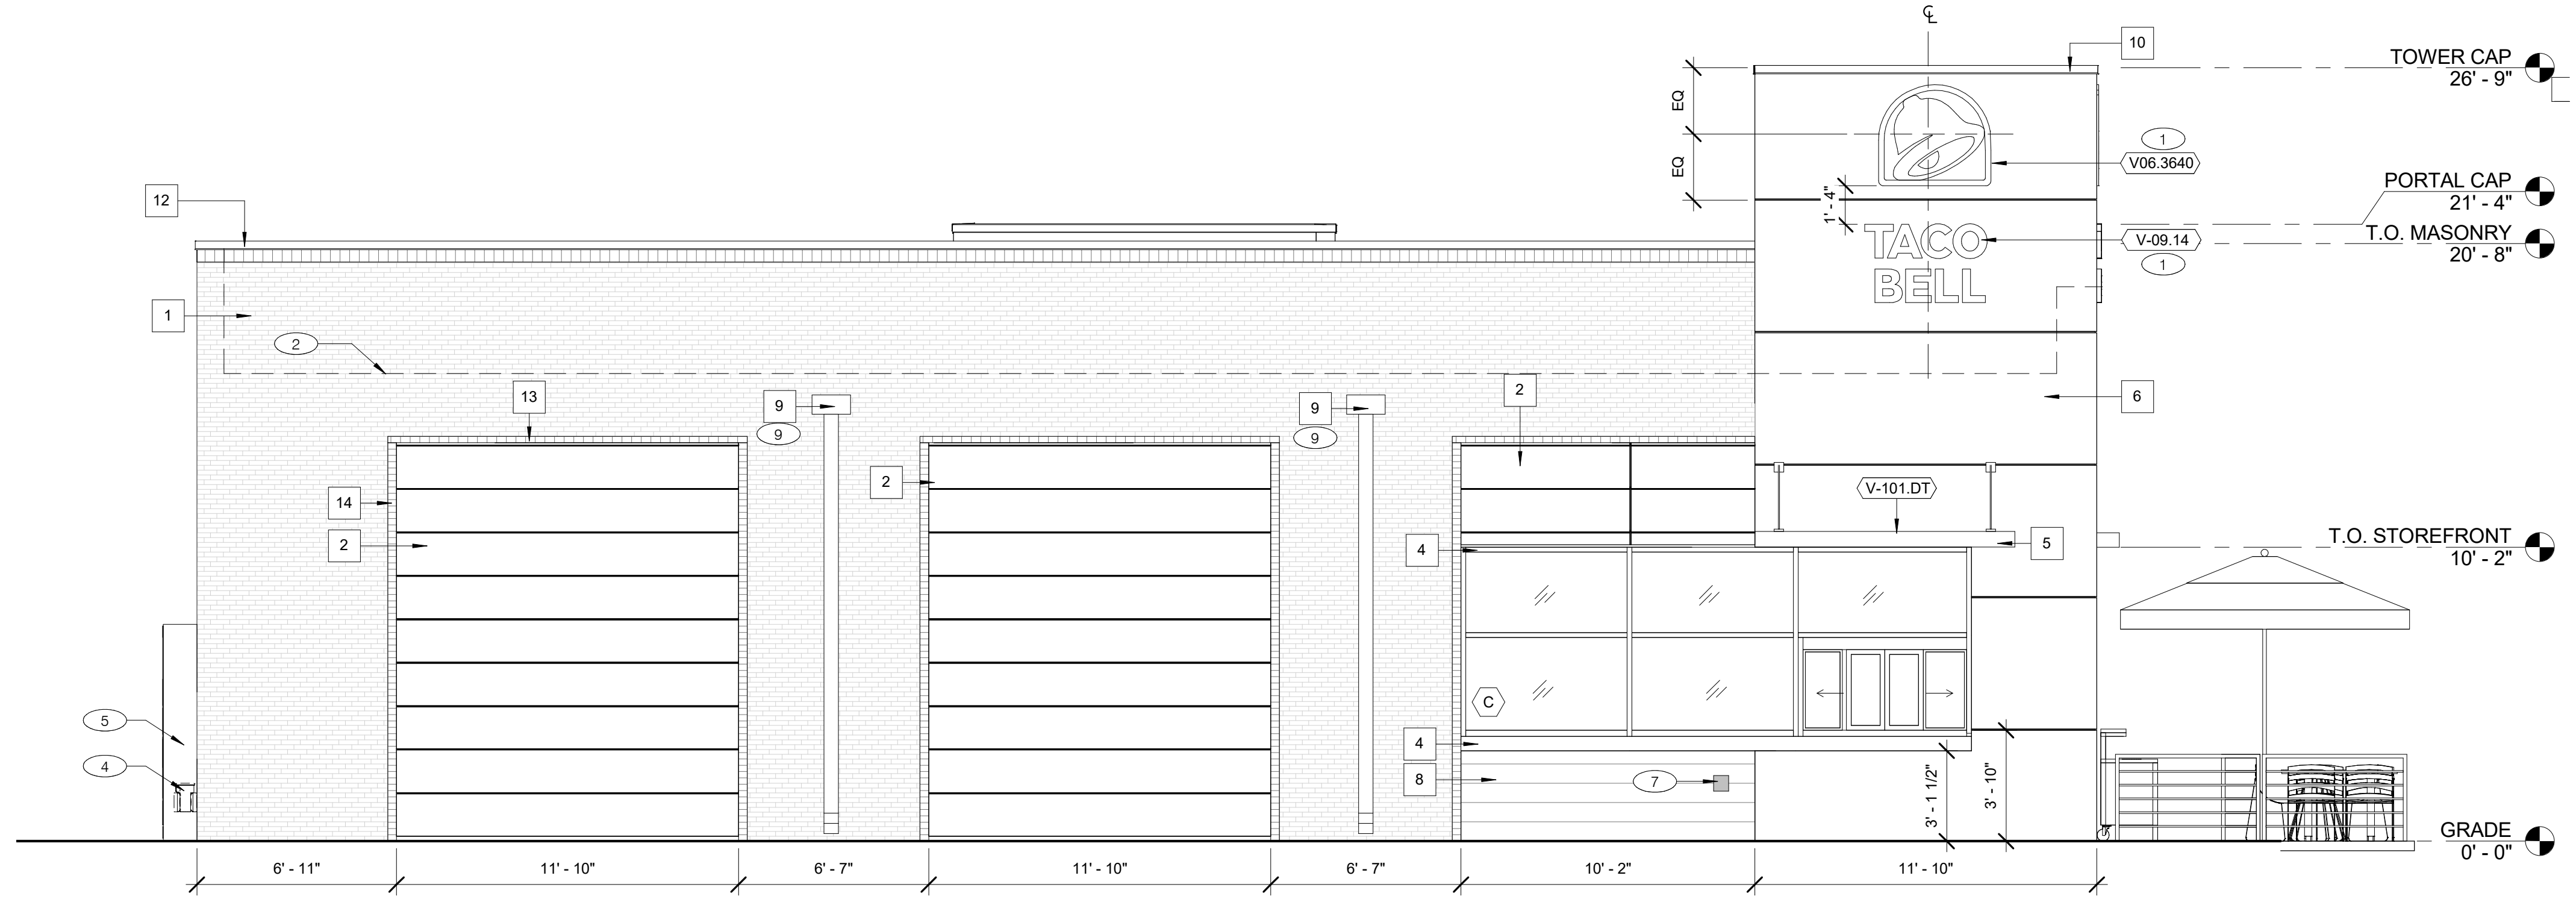 ℄
10
TOWER CAP
26' - 9"
EQ
EQ
1
V06.3640
12
1' - 4"
PORTAL CAP
21' - 4"
TACO
BELL
V-09.14
1
T.O. MASONRY
20' - 8"
1
2
13
9
9
9
9
2
6
14
2
2
V-101.DT
4
5
T.O. STOREFRONT
10' - 2"
C
5
4
4
8
7
3' - 1 1/2"
3' - 10"
GRADE
0' - 0"
6' - 11"
11' - 10"
6' - 7"
11' - 10"
6' - 7"
10' - 2"
11' - 10"